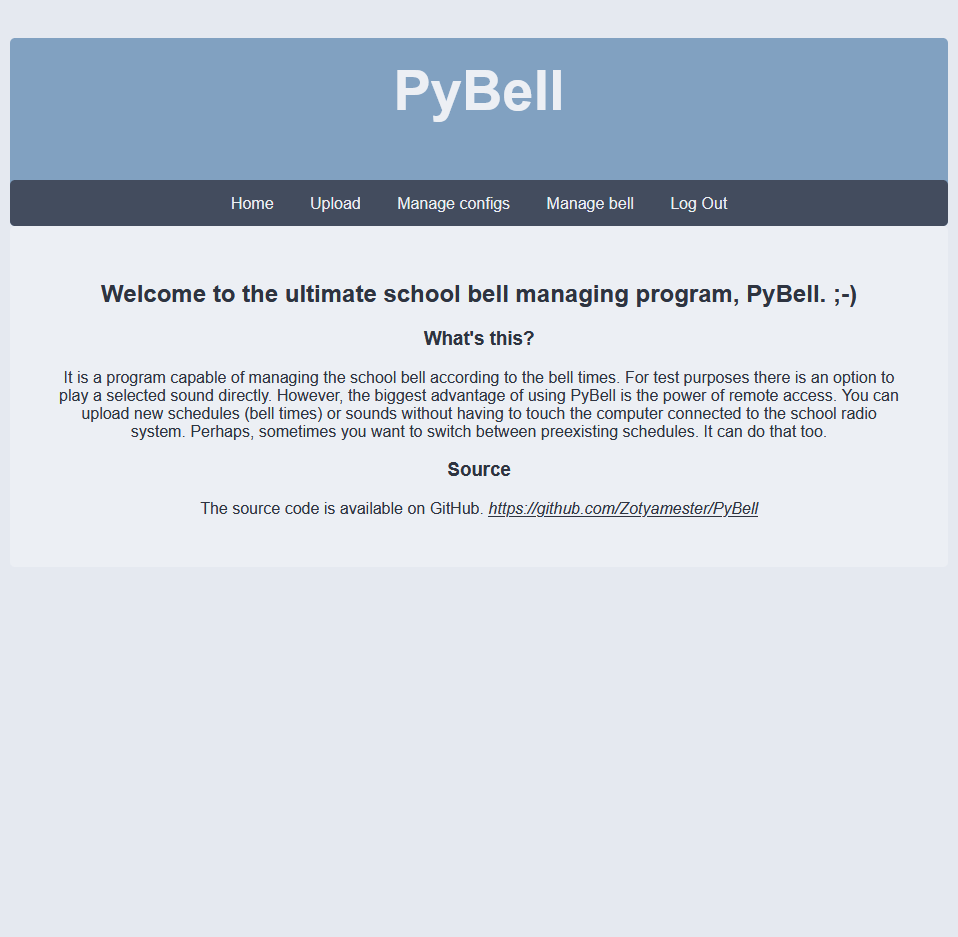 PyBell
Home Upload Manage configs Manage bell Log Out
Welcome to the ultimate school bell managing program, PyBell. ;-)
What's this?
It is a program capable of managing the school bell according to the bell times. For test purposes there is an option to
play a selected sound directly. However, the biggest advantage of using PyBell is the power of remote access. You can
upload new schedules (bell times) or sounds without having to touch the computer connected to the school radio
system. Perhaps, sometimes you want to switch between preexisting schedules. It can do that too.
Source
The source code is available on GitHub. https://github.com/Zotyamester/PyBell